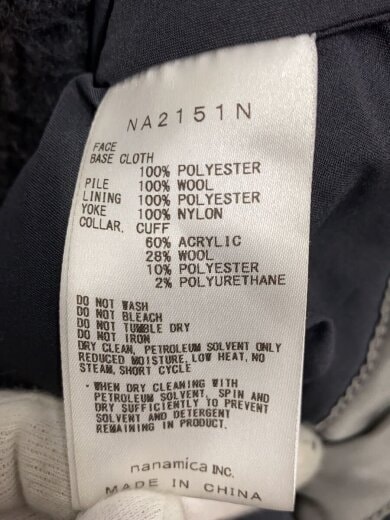 NA2151N
FACE
BASE CLOTH
100% POLYESTER
PILE 100% WOOL
LINING 100% POLYESTER
YOKE 100% NYLON
COLLAR, CUFF
60% ACRYLIC
28% WOOL
10% POLYESTER
2% POLYURETHANE
DO NOT WASH
DO NOT BLEACH
DO NOT TUMBLE DRY
DO NOT IRON
DRY CLEAN, PETROLEUM SOLVENT ONLY
REDUCED MOISTURE, LOW HEAT, NO
STEAM, SHORT CYCLE
・WHEN DRY CLEANING WITH
PETROLEUM SOLVENT, SPIN AND
DRY SUFFICIENTLY TO PREVENT
SOLVENT AND DETERGENT
REMAINING IN PRODUCT.
nanamica INC.
MADE IN CHINA